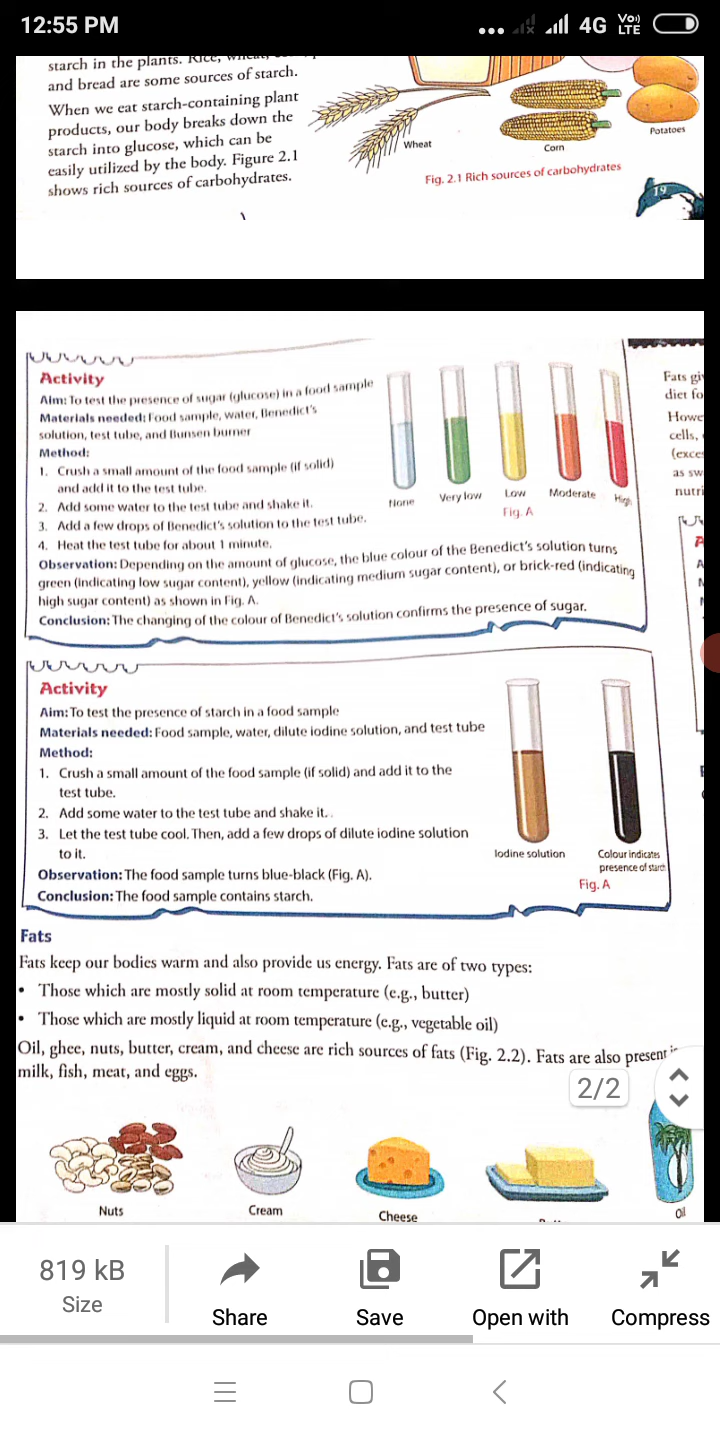 12:55 PM
4G VoLTE
starch in the plants. Rice, wheat,
and bread are some sources of starch.
When we eat starch-containing plant
products, our body breaks down the
starch into glucose, which can be
easily utilized by the body. Figure 2.1
shows rich sources of carbohydrates.
Wheat
Corn
Potatoes
Fig. 2.1 Rich sources of carbohydrates
19
Activity
Aim: To test the presence of sugar (glucose) in a food sample
Materials needed: Food sample, water, Benedict's
solution, test tube, and Bunsen burner
Method:
1. Crush a small amount of the food sample (if solid)
and add it to the test tube.
2. Add some water to the test tube and shake it.
3. Add a few drops of Benedict's solution to the test tube.
4. Heat the test tube for about 1 minute.
None
Very low
Low
Moderate
High
Fig. A
Observation: Depending on the amount of glucose, the blue colour of the Benedict's solution turns
green (indicating low sugar content), yellow (indicating medium sugar content), or brick-red (indicating
high sugar content) as shown in Fig. A.
Conclusion: The changing of the colour of Benedict's solution confirms the presence of sugar.
Fats gi
diet fo
Howe
cells,
(exce
as sw
nutri
Activity
Aim: To test the presence of starch in a food sample
Materials needed: Food sample, water, dilute iodine solution, and test tube
Method:
1. Crush a small amount of the food sample (if solid) and add it to the
test tube.
2. Add some water to the test tube and shake it.
3. Let the test tube cool. Then, add a few drops of dilute iodine solution
to it.
Observation: The food sample turns blue-black (Fig. A).
Conclusion: The food sample contains starch.
Iodine solution
Colour indicates
presence of starch
Fig. A
Fats
Fats keep our bodies warm and also provide us energy. Fats are of two types:
• Those which are mostly solid at room temperature (e.g., butter)
• Those which are mostly liquid at room temperature (e.g., vegetable oil)
Oil, ghee, nuts, butter, cream, and cheese are rich sources of fats (Fig. 2.2). Fats are also present in
milk, fish, meat, and eggs.
2/2
Nuts
Cream
Cheese
Oil
819 kB
Size
Share
Save
Open with
Compress